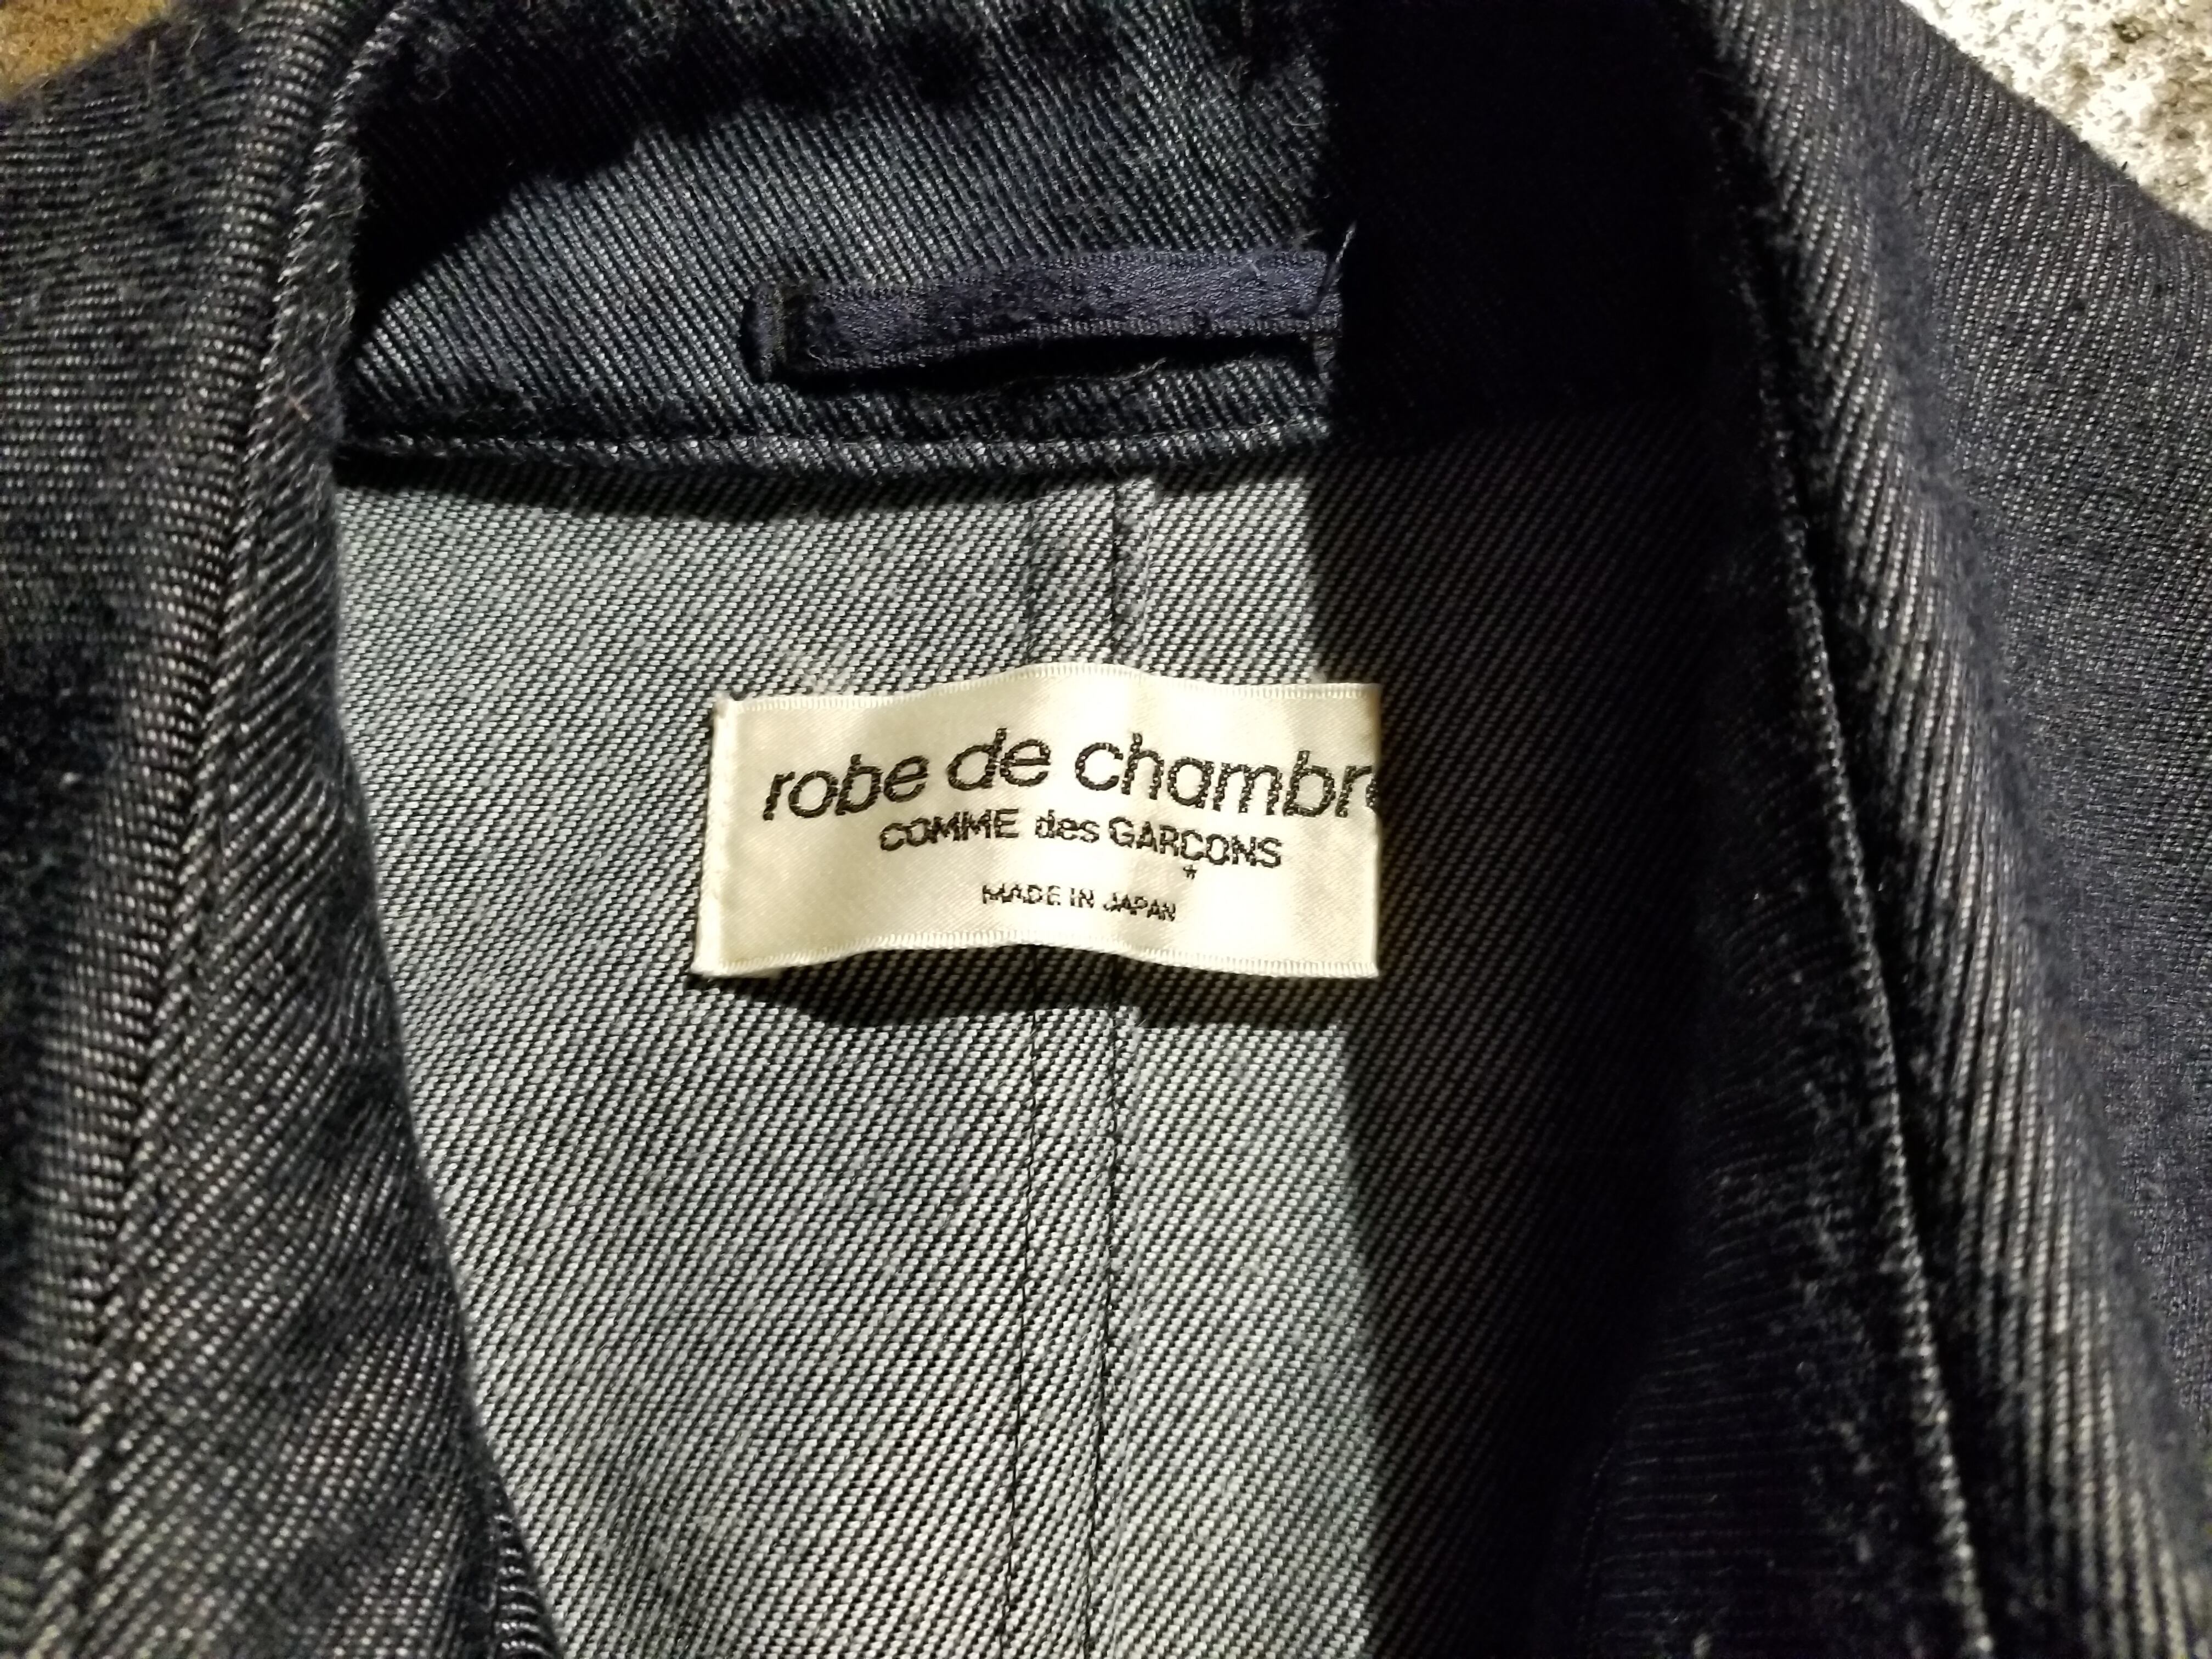 robe de chambr
COMME des GARÇONS
MADE IN JAPAN